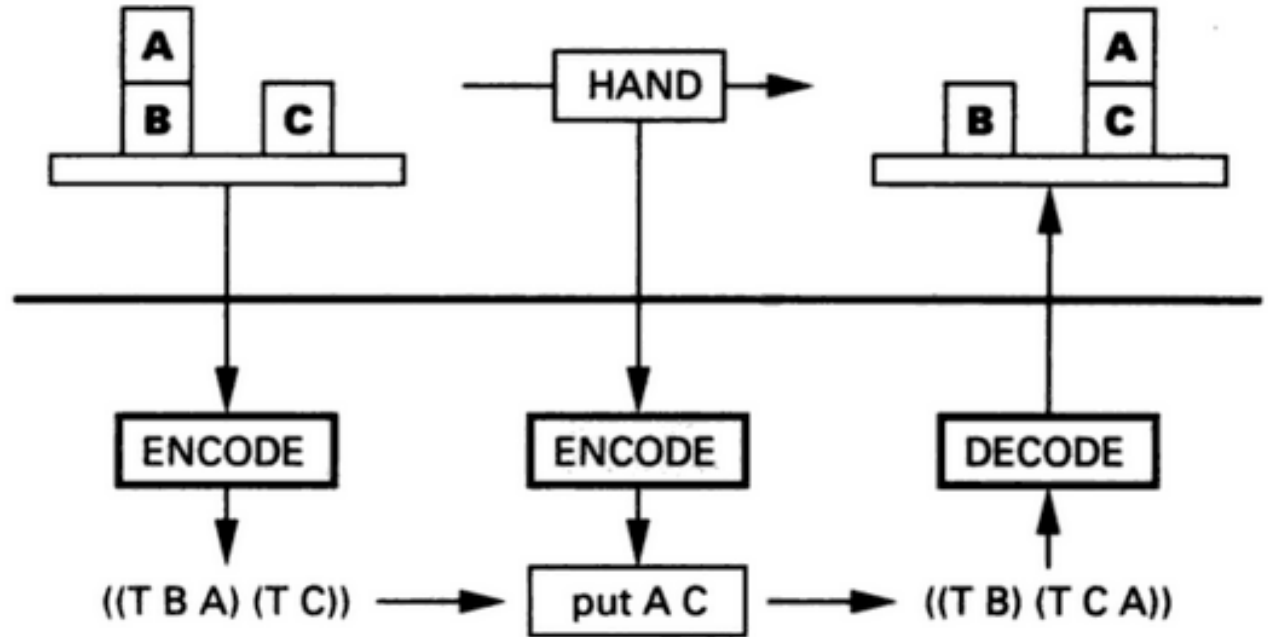 A
B
C
HAND
B
A
C
ENCODE
ENCODE
DECODE
((T B A) (T C))
put A C
((T B) (T C A))